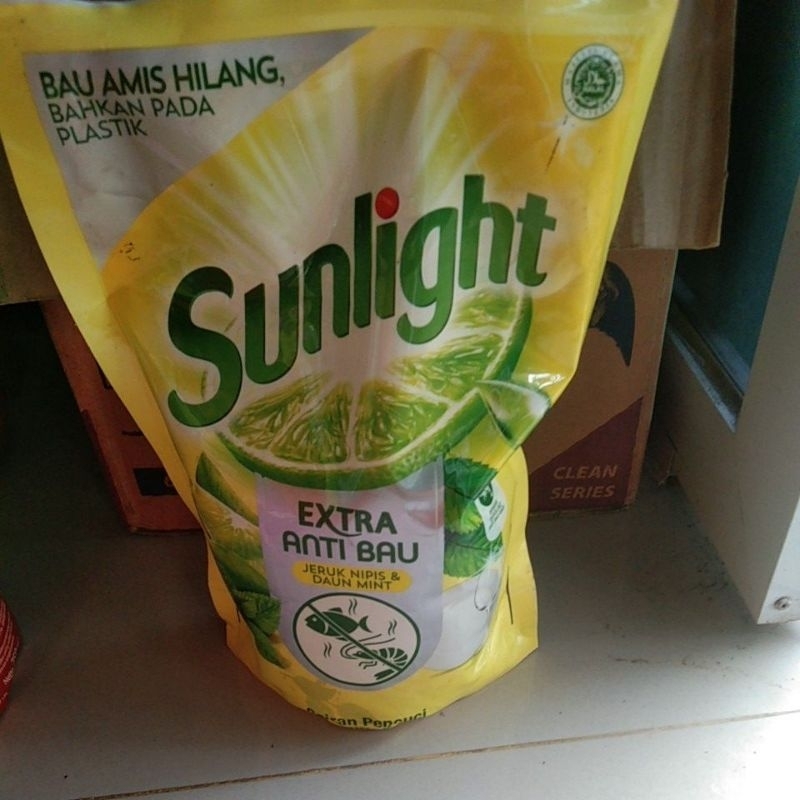 BAU AMIS HILANG,
BAHKAN PADA
PLASTIK
Sunlight
EXTRA
ANTI BAU
JERUK NIPIS &
DAUN MINT
CLEAN
SERIES